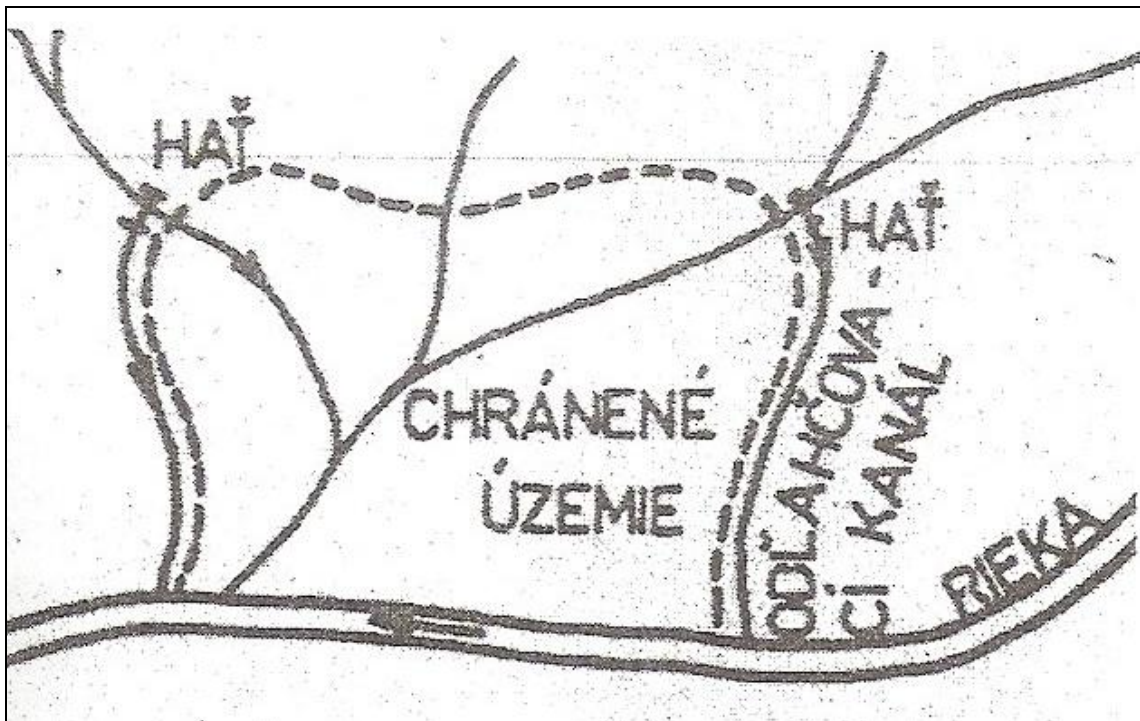 HAŤ
HAŤ
CHRÁNENÉ
ÚZEMIE
ODĽAHČOVA-
CÍ KANÁL
RIEKA